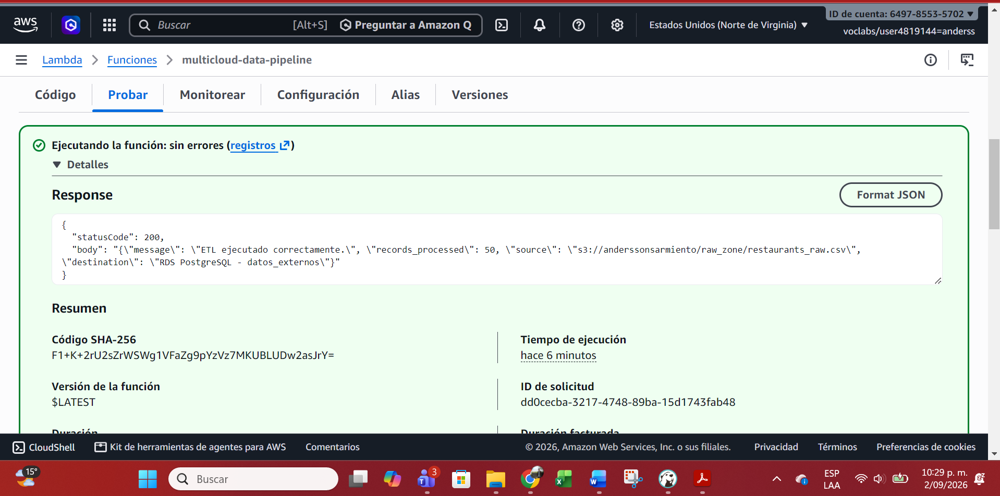 aws
Buscar
[Alt+S]
Preguntar a Amazon Q
Estados Unidos (Norte de Virginia) ▼
ID de cuenta: 6497-8553-5702 ▼
voclabs/user4819144=anderss
Lambda
Funciones
multicloud-data-pipeline
Código
Probar
Monitorear
Configuración
Alias
Versiones
Ejecutando la función: sin errores (registros)
Detalles
Response
Format JSON
{
"statusCode": 200,
"body": "{\"message\": \"ETL ejecutado correctamente.\", \"records_processed\": 50, \"source\": \"s3://anderssonsarmiento/raw_zone/restaurants_raw.csv\",
\"destination\": \"RDS PostgreSQL - datos_externos\"}"
}
Resumen
Código SHA-256
F1+K+2rU2sZrWSWg1VFaZg9pYzVz7MKUBLUDw2asJrY=
Tiempo de ejecución
hace 6 minutos
Versión de la función
$LATEST
ID de solicitud
dd0cecba-3217-4748-89ba-15d1743fab48
Duración
Duración facturada
CloudShell
Kit de herramientas de agentes para AWS
Comentarios
© 2026, Amazon Web Services, Inc. o sus filiales.
Privacidad
Términos
Preferencias de cookies
15°
Buscar
3
ESP
LAA
10:29 p. m.
2/09/2026